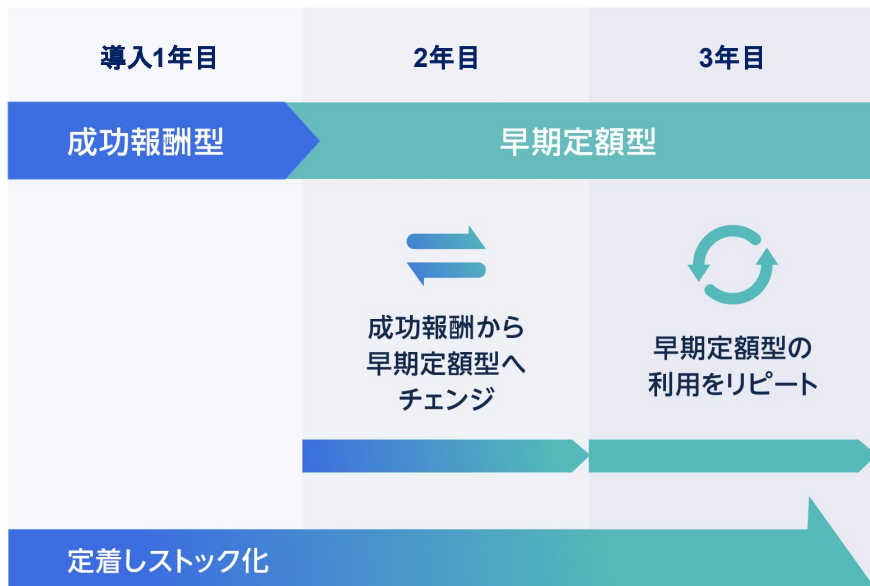 導入1年目
2年目
3年目
成功報酬型
早期定額型
成功報酬から
早期定額型へ
チェンジ
早期定額型の
利用をリピート
定着しストック化